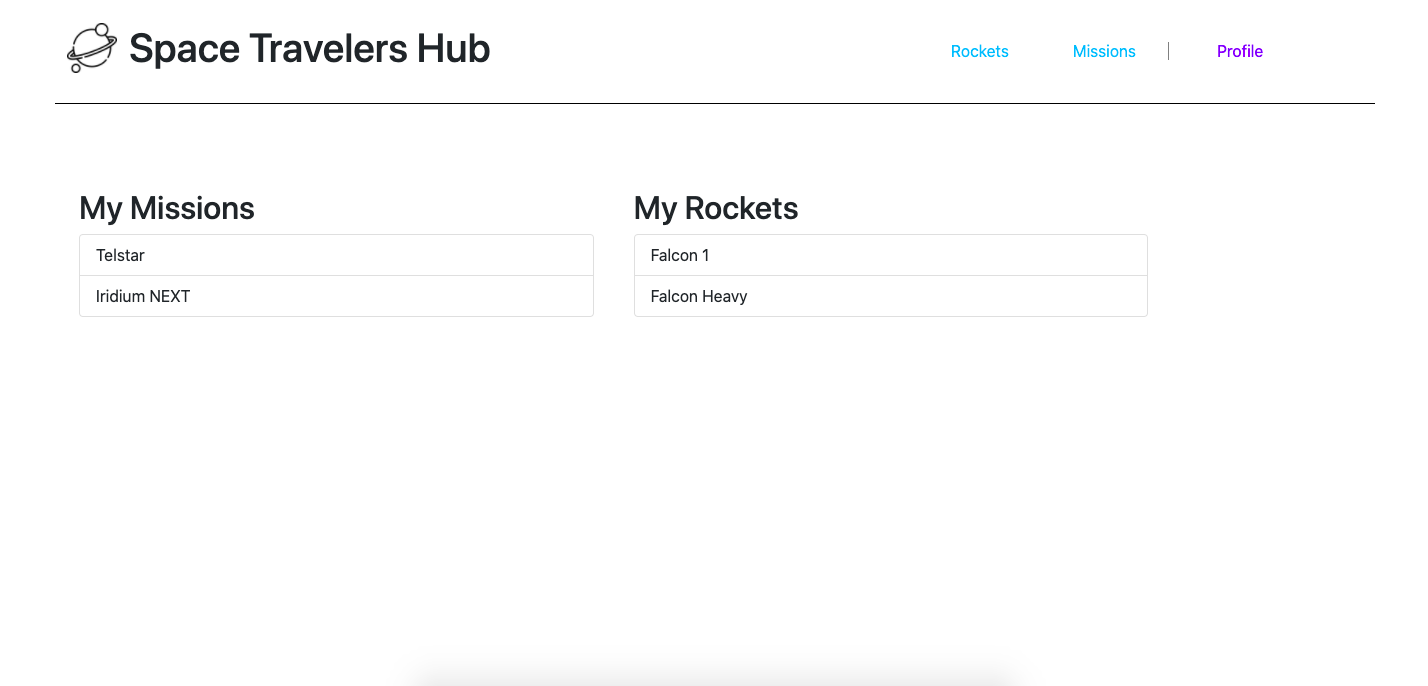 Space Travelers Hub
Rockets Missions Profile
My Missions
Telstar
Iridium NEXT
My Rockets
Falcon 1
Falcon Heavy